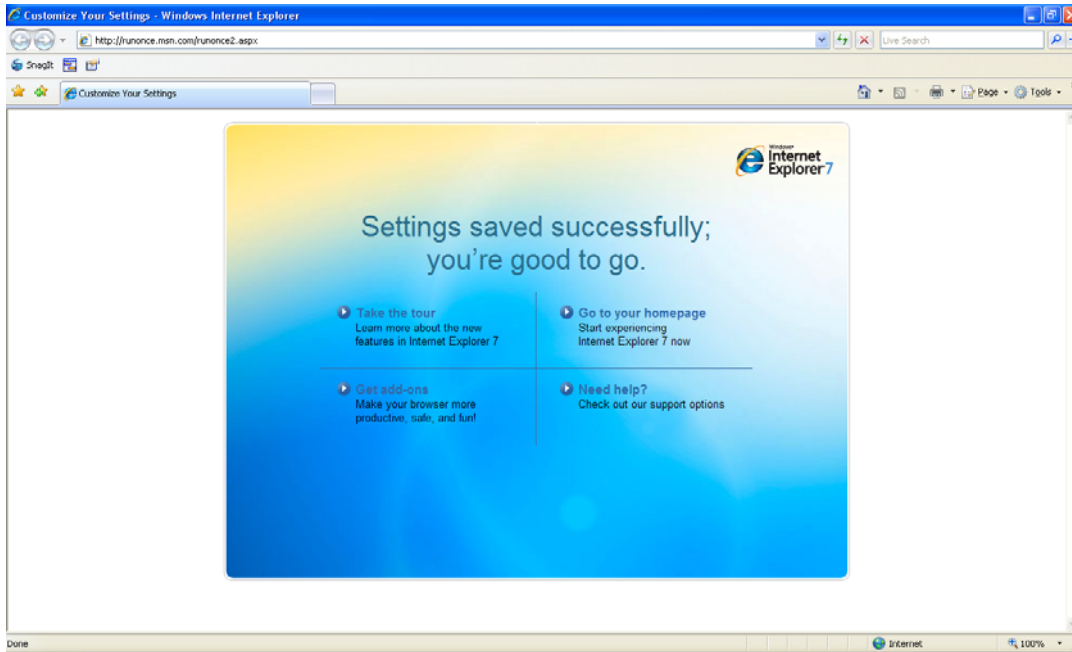 Customize Your Settings - Windows Internet Explorer
http://runonce.msn.com/runonce2.aspx
Live Search
SnagIt
Customize Your Settings
Page
Tools
Windows
Internet
Explorer 7
Settings saved successfully;
you're good to go.
Take the tour
Learn more about the new
features in Internet Explorer 7
Go to your homepage
Start experiencing
Internet Explorer 7 now
Get add-ons
Make your browser more
productive, safe, and fun!
Need help?
Check out our support options
Done
Internet
100%